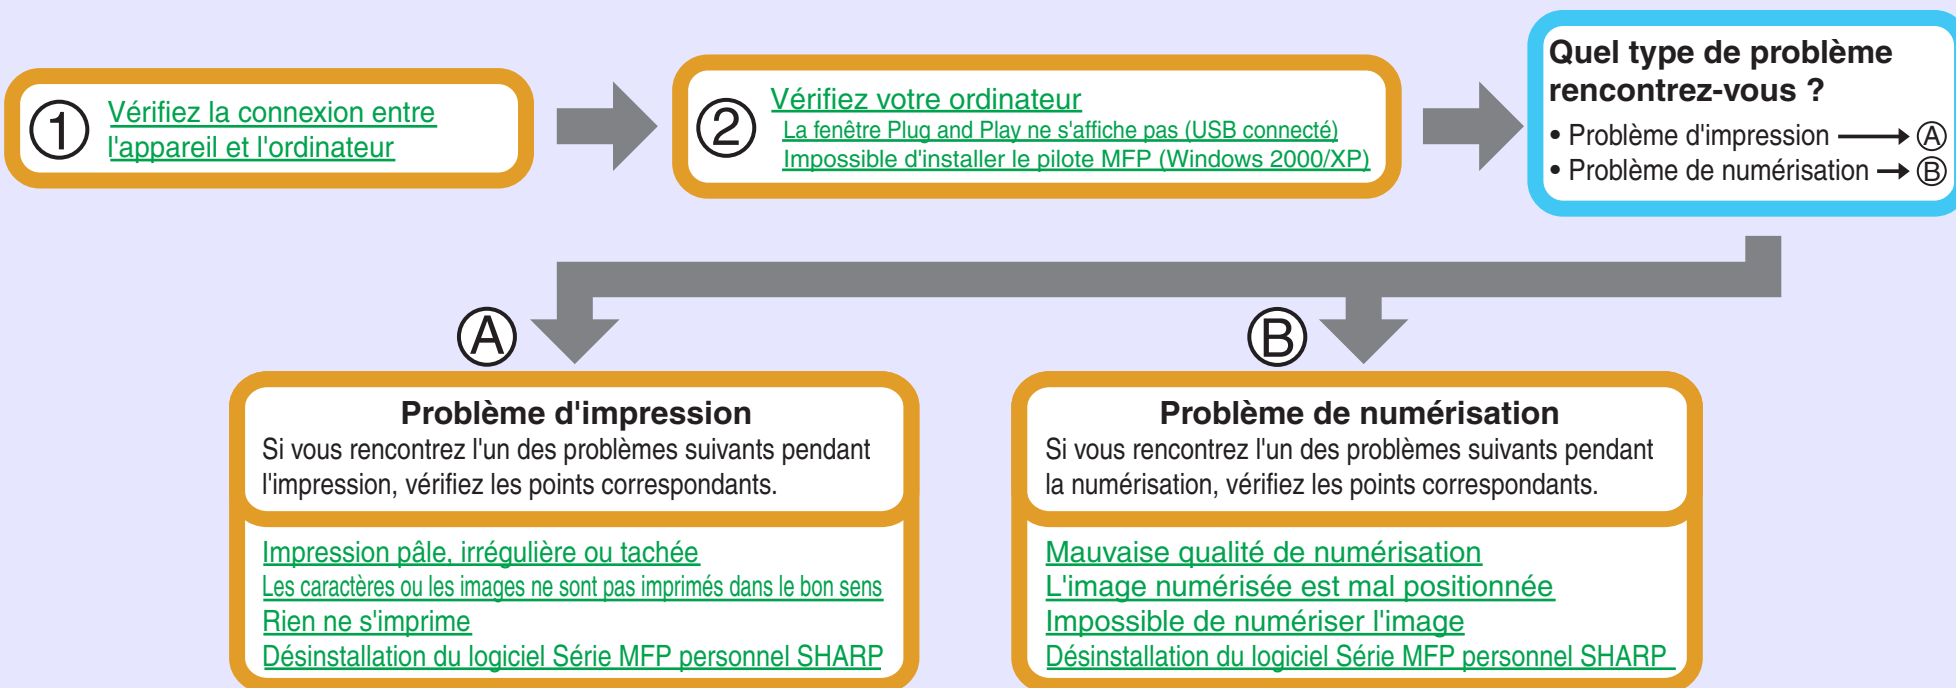 ①
Vérifiez la connexion entre
l'appareil et l'ordinateur
②
Vérifiez votre ordinateur
La fenêtre Plug and Play ne s'affiche pas (USB connecté)
Impossible d'installer le pilote MFP (Windows 2000/XP)
Quel type de problème
rencontrez-vous ?
• Problème d'impression → Ⓐ
• Problème de numérisation → Ⓑ
Ⓐ
Problème d'impression
Si vous rencontrez l'un des problèmes suivants pendant
l'impression, vérifiez les points correspondants.
Impression pâle, irrégulière ou tachée
Les caractères ou les images ne sont pas imprimés dans le bon sens
Rien ne s'imprime
Désinstallation du logiciel Série MFP personnel SHARP
Ⓑ
Problème de numérisation
Si vous rencontrez l'un des problèmes suivants pendant
la numérisation, vérifiez les points correspondants.
Mauvaise qualité de numérisation
L'image numérisée est mal positionnée
Impossible de numériser l'image
Désinstallation du logiciel Série MFP personnel SHARP